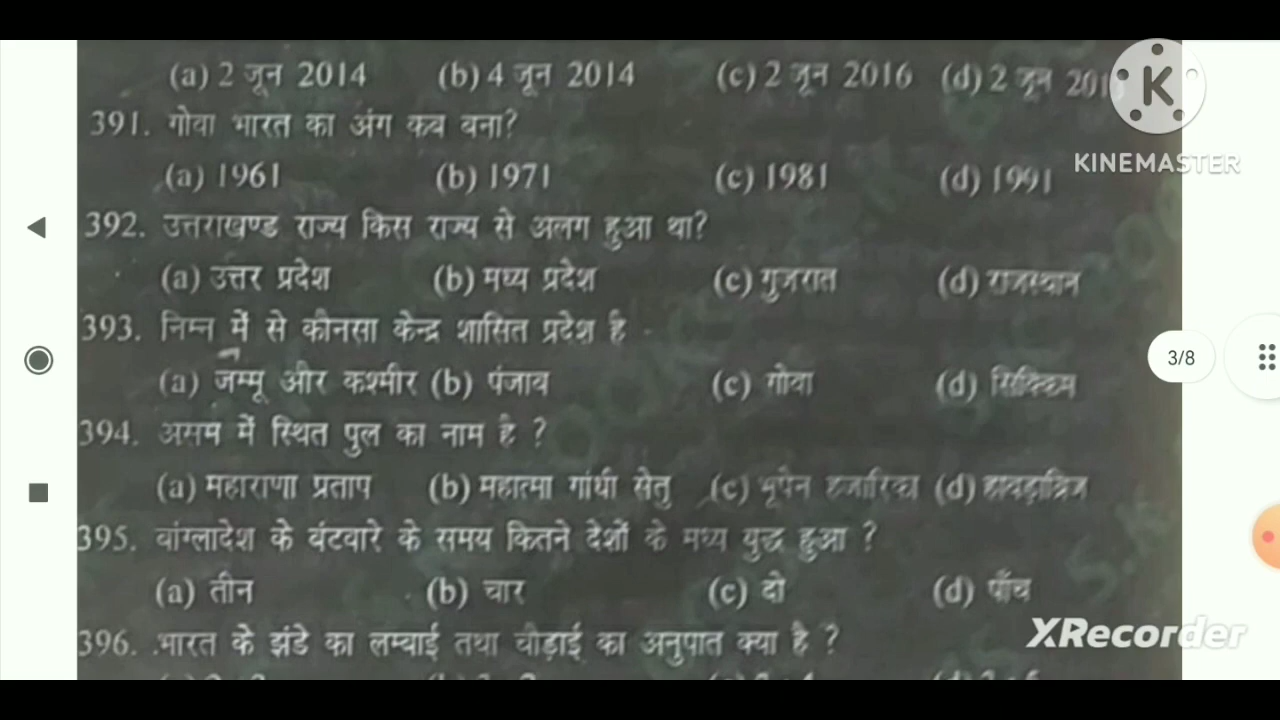 (a) 2 जून 2014 (b) 4 जून 2014 (c) 2 जून 2016 (d) 2 जून
391. गोवा भारत का अंग कब बना?
(a) 1961 (b) 1971 (c) 1981 (d) 1991
392. उत्तराखण्ड राज्य किस राज्य से अलग हुआ था?
(a) उत्तर प्रदेश (b) मध्य प्रदेश (c) गुजरात (d) राजस्थान
393. निम्न में से कौनसा केन्द्र शासित प्रदेश है -
(a) जम्मू और कश्मीर (b) पंजाब (c) गोवा (d) सिक्किम
394. असम में स्थित पुल का नाम है ?
(a) महाराणा प्रताप (b) महात्मा गांधी सेतु (c) भूपेन हजारिका (d) हावड़ाब्रिज
395. बांग्लादेश के बंटवारे के समय कितने देशों के मध्य युद्ध हुआ ?
(a) तीन (b) चार (c) दो (d) पाँच
396. भारत के झंडे का लम्बाई तथा चौड़ाई का अनुपात क्या है ?
K
KINEMASTER
3/8
XRecorder